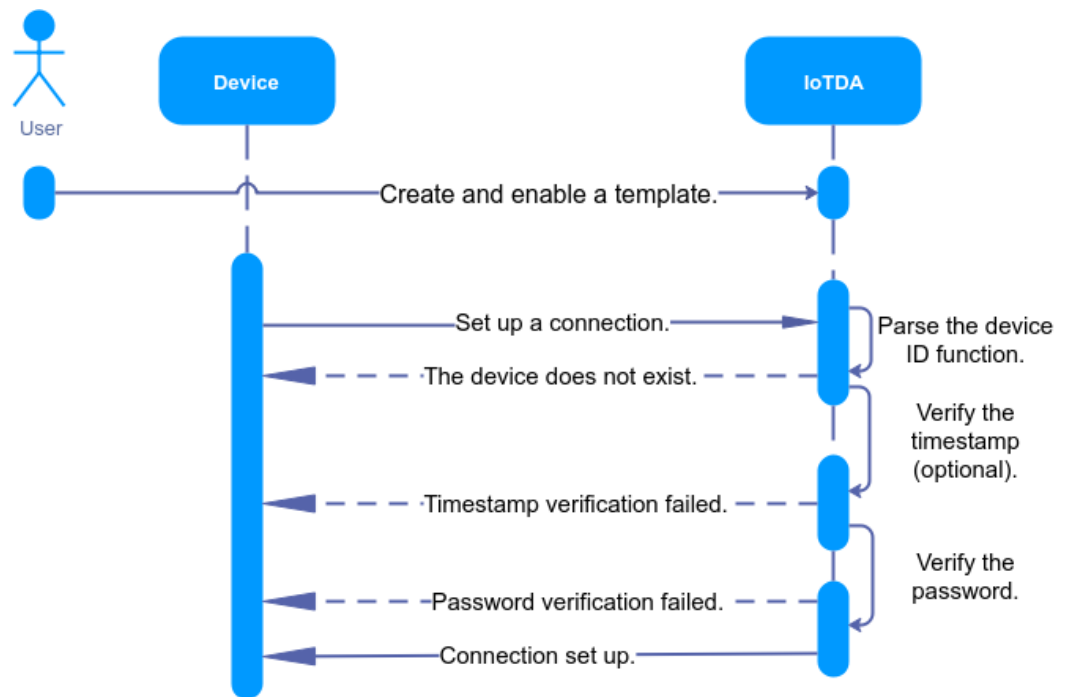 Device
IoTDA
User
Create and enable a template.
Set up a connection.
Parse the device
ID function.
The device does not exist.
Verify the
timestamp
(optional).
Timestamp verification failed.
Verify the
password.
Password verification failed.
Connection set up.